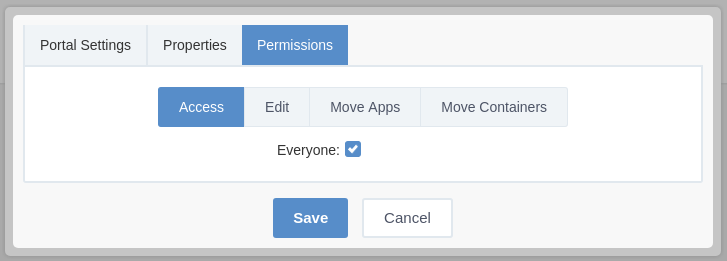 Portal Settings Properties Permissions
Access Edit Move Apps Move Containers
Everyone:
Save Cancel